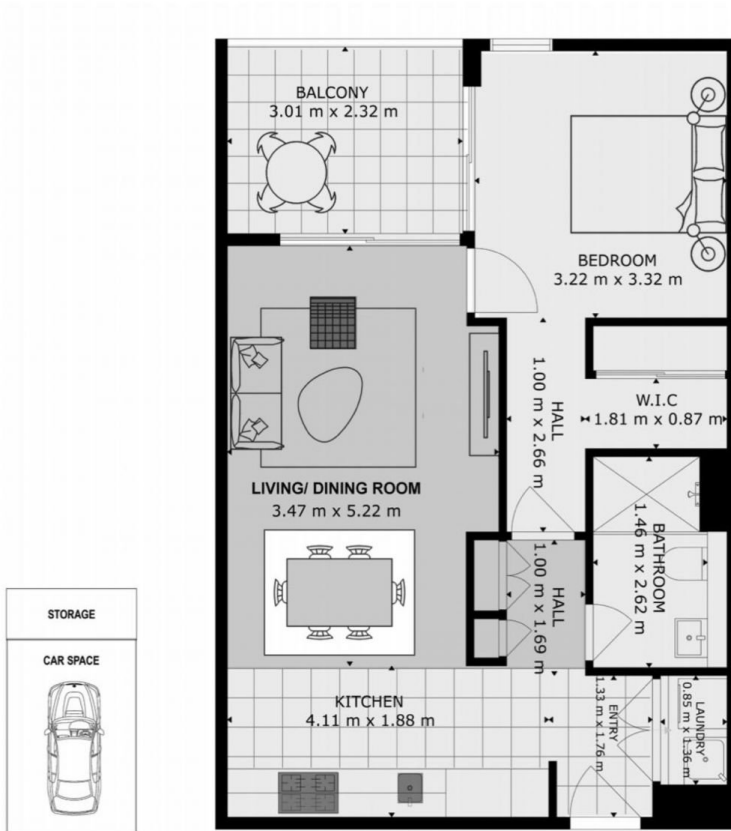 BALCONY
3.01 m x 2.32 m
BEDROOM
3.22 m x 3.32 m
HALL
1.00 m x 2.66 m
W.I.C
1.81 m x 0.87 m
LIVING/ DINING ROOM
3.47 m x 5.22 m
BATHROOM
1.46 m x 2.62 m
HALL
1.00 m x 1.69 m
STORAGE
CAR SPACE
KITCHEN
4.11 m x 1.88 m
ENTRY
1.33 m x 1.76 m
LAUNDRY
0.85 m x 1.36 m